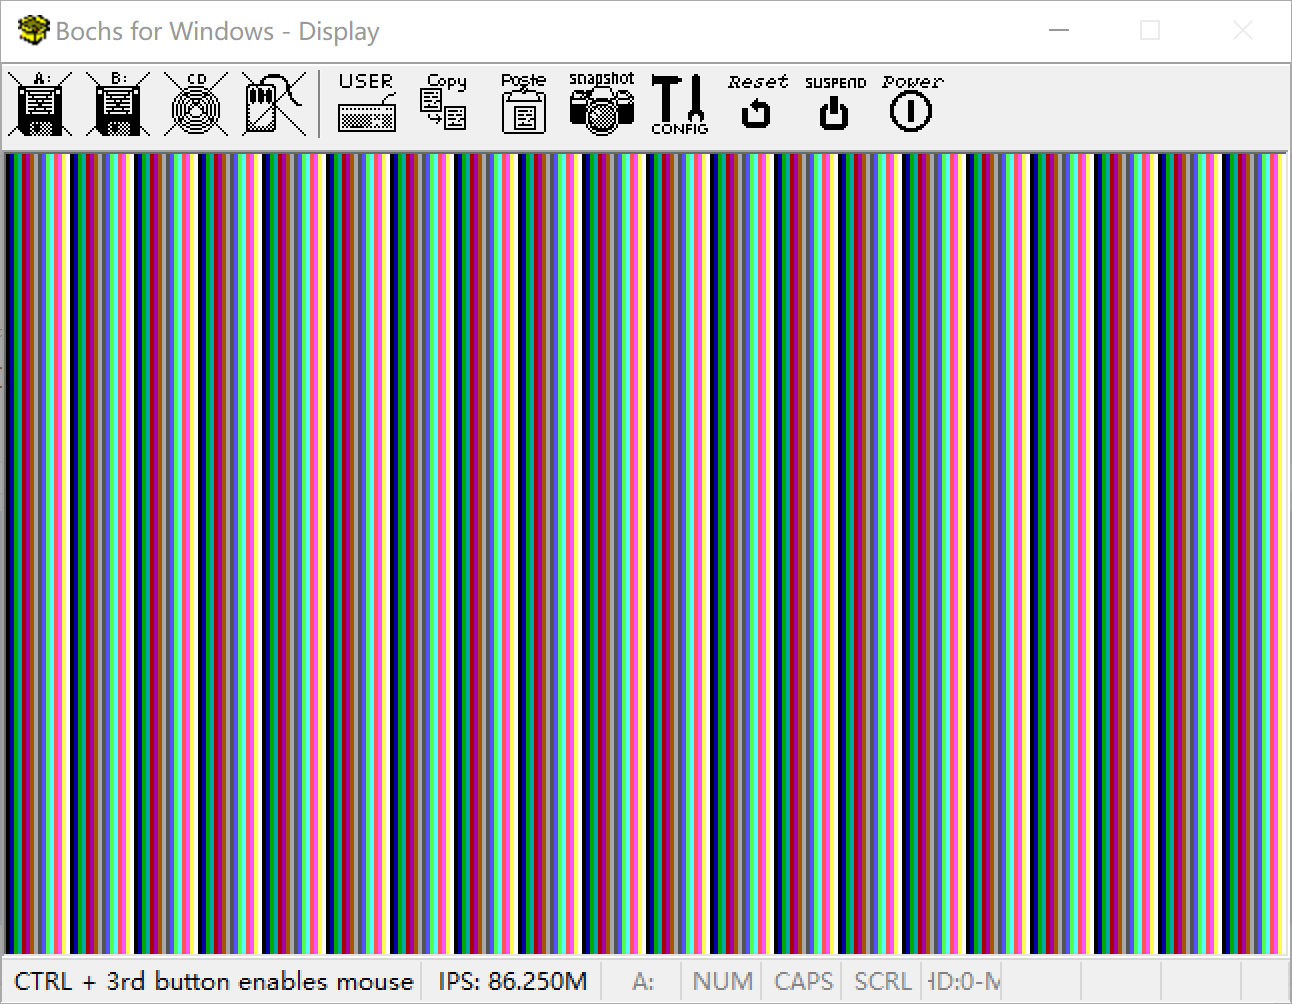 Bochs for Windows - Display
A: B: CD USER Copy Paste snapshot CONFIG Reset SUSPEND Power
CTRL + 3rd button enables mouse IPS: 86.250M A: NUM CAPS SCRL HD:0-M